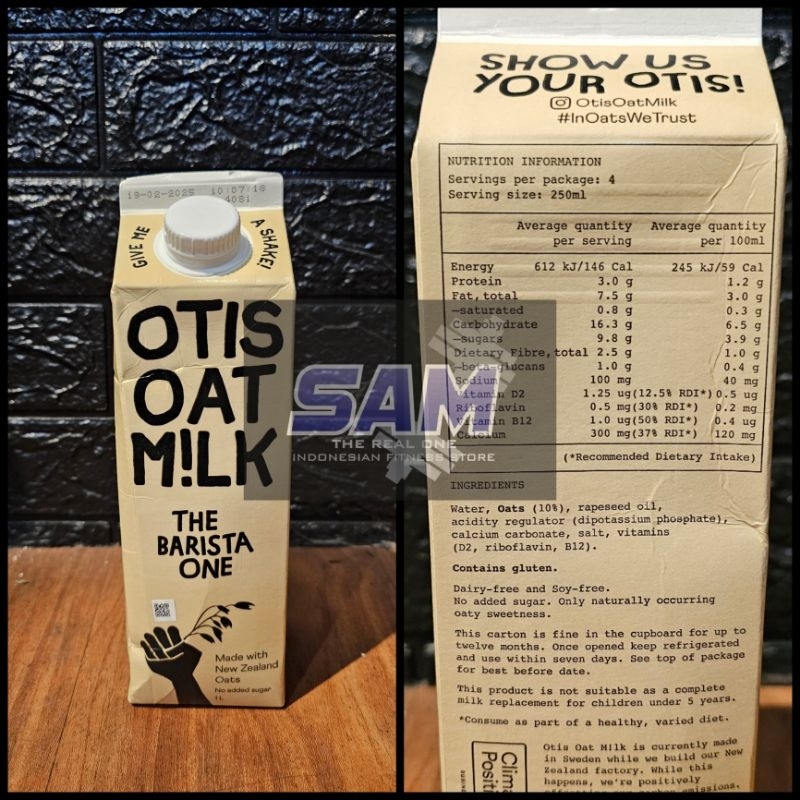 19-02-2025 10:07:18
4081
GIVE ME
A SHAKE!
OTIS
OAT
M!LK
THE
BARISTA
ONE
Made with
New Zealand
Oats
No added sugar
1 L
SHOW US
YOUR OTIS!
OtisOatMilk
#InOatsWeTrust
NUTRITION INFORMATION
Servings per package: 4
Serving size: 250ml
Average quantity per serving Average quantity per 100ml
Energy 612 kJ/146 Cal 245 kJ/59 Cal
Protein 3.0 g 1.2 g
Fat, total 7.5 g 3.0 g
—saturated 0.8 g 0.3 g
Carbohydrate 16.3 g 6.5 g
—sugars 9.8 g 3.9 g
Dietary Fibre, total 2.5 g 1.0 g
—beta-glucans 1.0 g 0.4 g
Sodium 100 mg 40 mg
Vitamin D2 1.25 ug(12.5% RDI*) 0.5 ug
Riboflavin 0.5 mg(30% RDI*) 0.2 mg
Vitamin B12 1.0 ug(50% RDI*) 0.4 ug
Calcium 300 mg(37% RDI*) 120 mg
(*Recommended Dietary Intake)
INGREDIENTS
Water, Oats (10%), rapeseed oil,
acidity regulator (dipotassium phosphate),
calcium carbonate, salt, vitamins
(D2, riboflavin, B12).
Contains gluten.
Dairy-free and Soy-free.
No added sugar. Only naturally occurring
oaty sweetness.
This carton is fine in the cupboard for up to
twelve months. Once opened keep refrigerated
and use within seven days. See top of package
for best before date.
This product is not suitable as a complete
milk replacement for children under 5 years.
*Consume as part of a healthy, varied diet.
Otis Oat M!lk is currently made
in Sweden while we build our New
Zealand factory. While this
happens, we're positively
SAM
THE REAL ONE
INDONESIAN FITNESS STORE